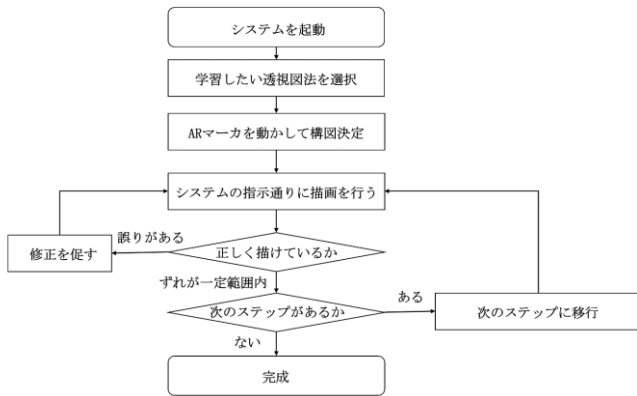 システムを起動
学習したい透視図法を選択
ARマーカを動かして構図決定
システムの指示通りに描画を行う
誤りがある
修正を促す
正しく描けているか
ずれが一定範囲内
次のステップがあるか
ある
次のステップに移行
ない
完成